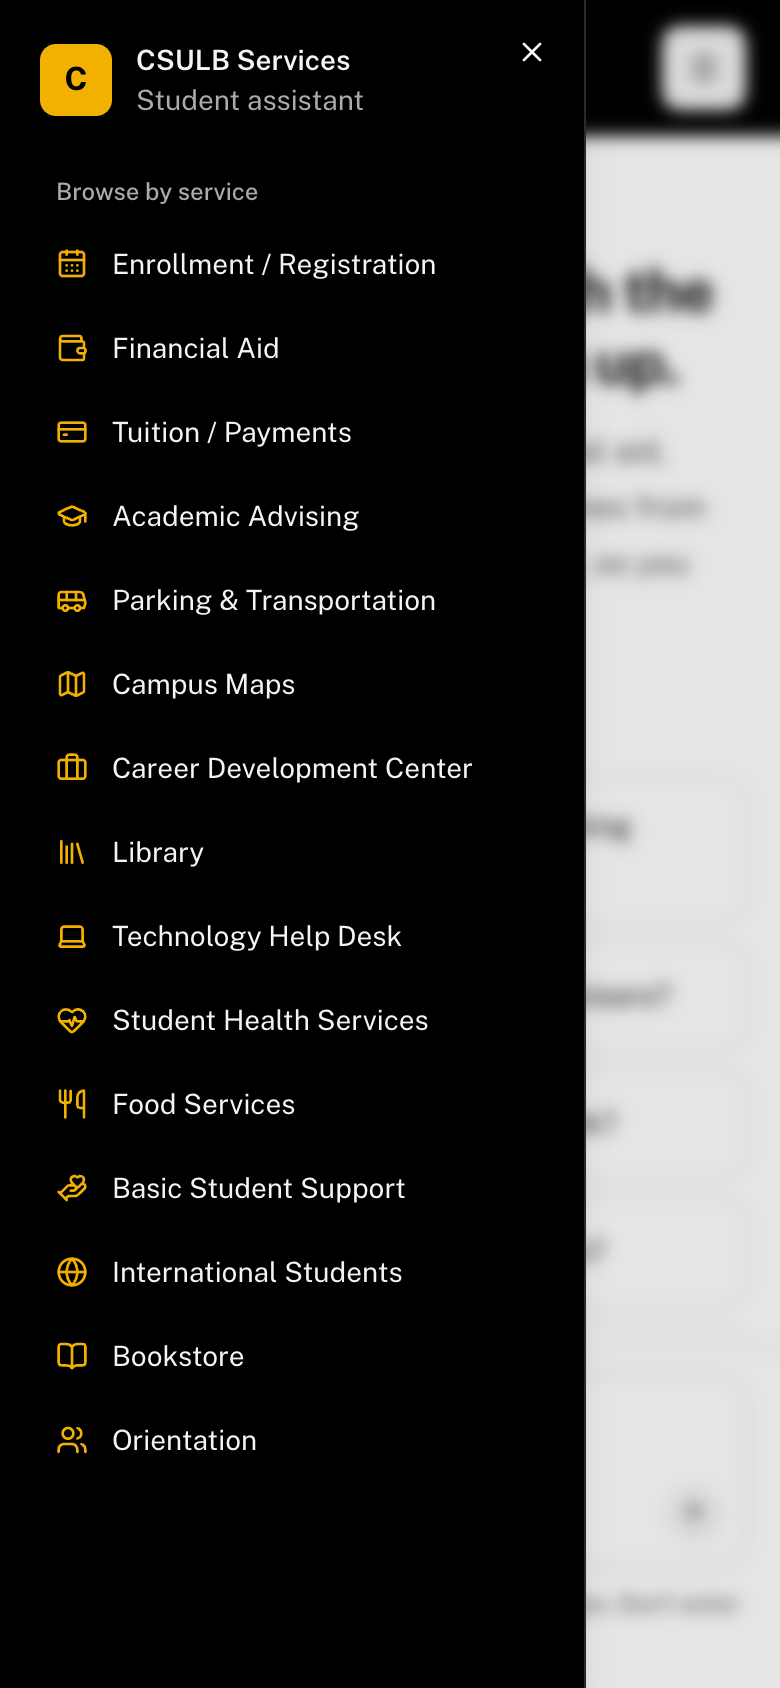 C
CSULB Services
Student assistant
Browse by service
Enrollment / Registration
Financial Aid
Tuition / Payments
Academic Advising
Parking & Transportation
Campus Maps
Career Development Center
Library
Technology Help Desk
Student Health Services
Food Services
Basic Student Support
International Students
Bookstore
Orientation
the
up.